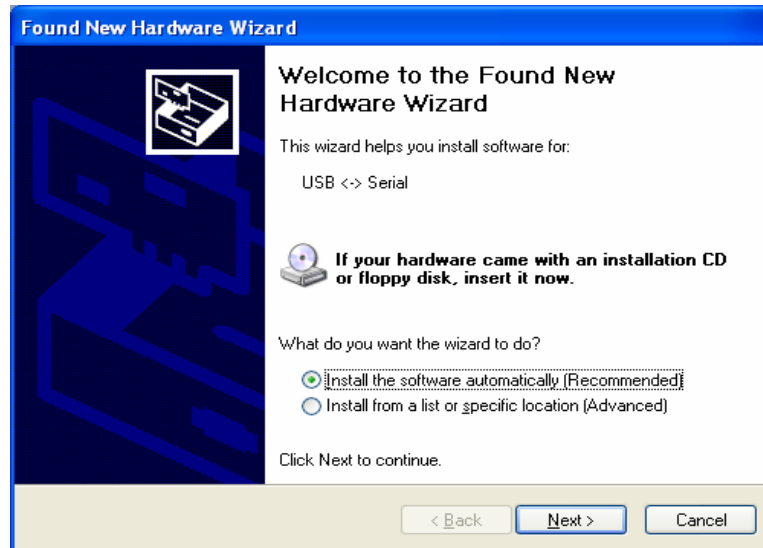 Found New Hardware Wizard
Welcome to the Found New
Hardware Wizard
This wizard helps you install software for:
USB <-> Serial
If your hardware came with an installation CD
or floppy disk, insert it now.
What do you want the wizard to do?
Install the software automatically (Recommended)
Install from a list or specific location (Advanced)
Click Next to continue.
< Back Next > Cancel